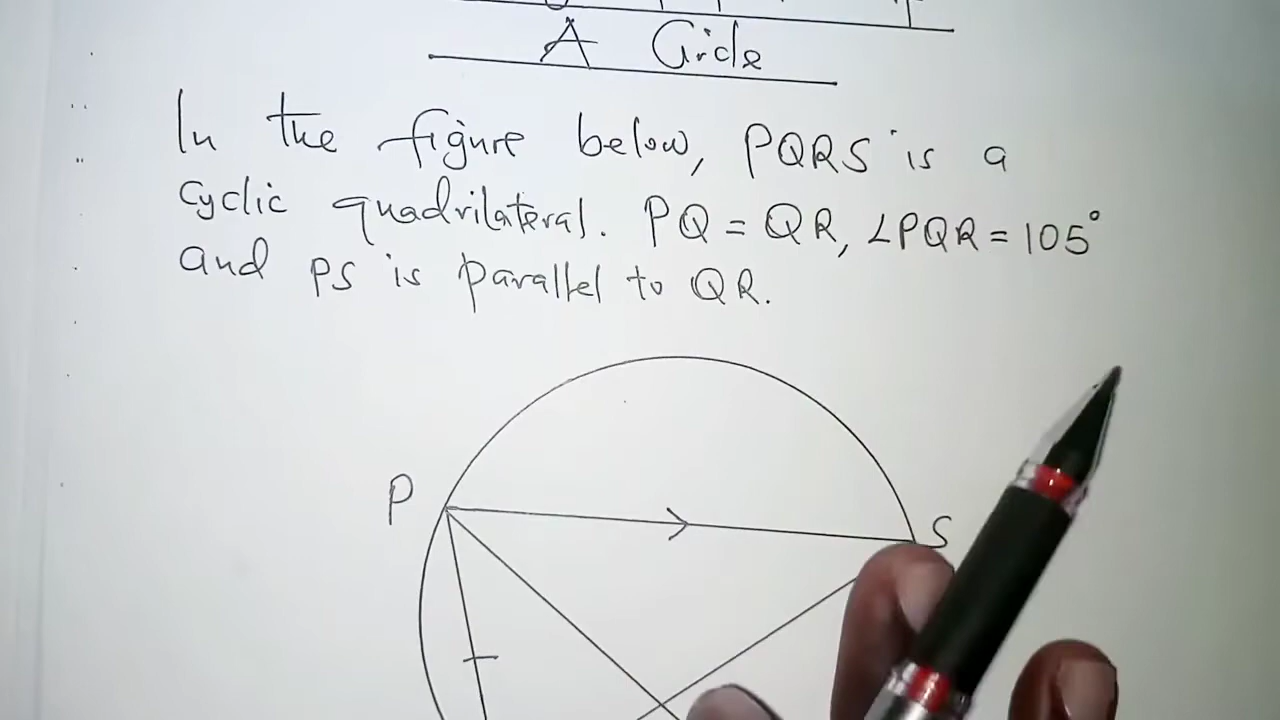 A Circle
In the figure below, PQRS is a
cyclic quadrilateral. PQ = QR, ∠PQR = 105°
and PS is parallel to QR.
P
S